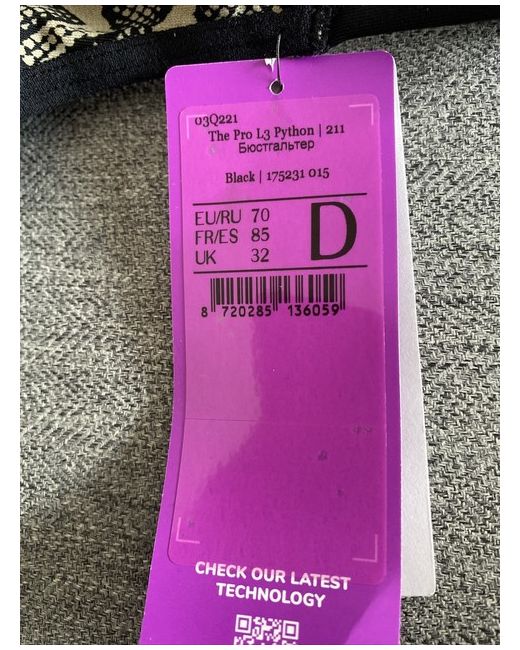 03Q221
The Pro L3 Python | 211
Бюстгальтер
Black | 175231 015
EU/RU 70
FR/ES 85
UK 32
D
8 720285 136059
CHECK OUR LATEST
TECHNOLOGY